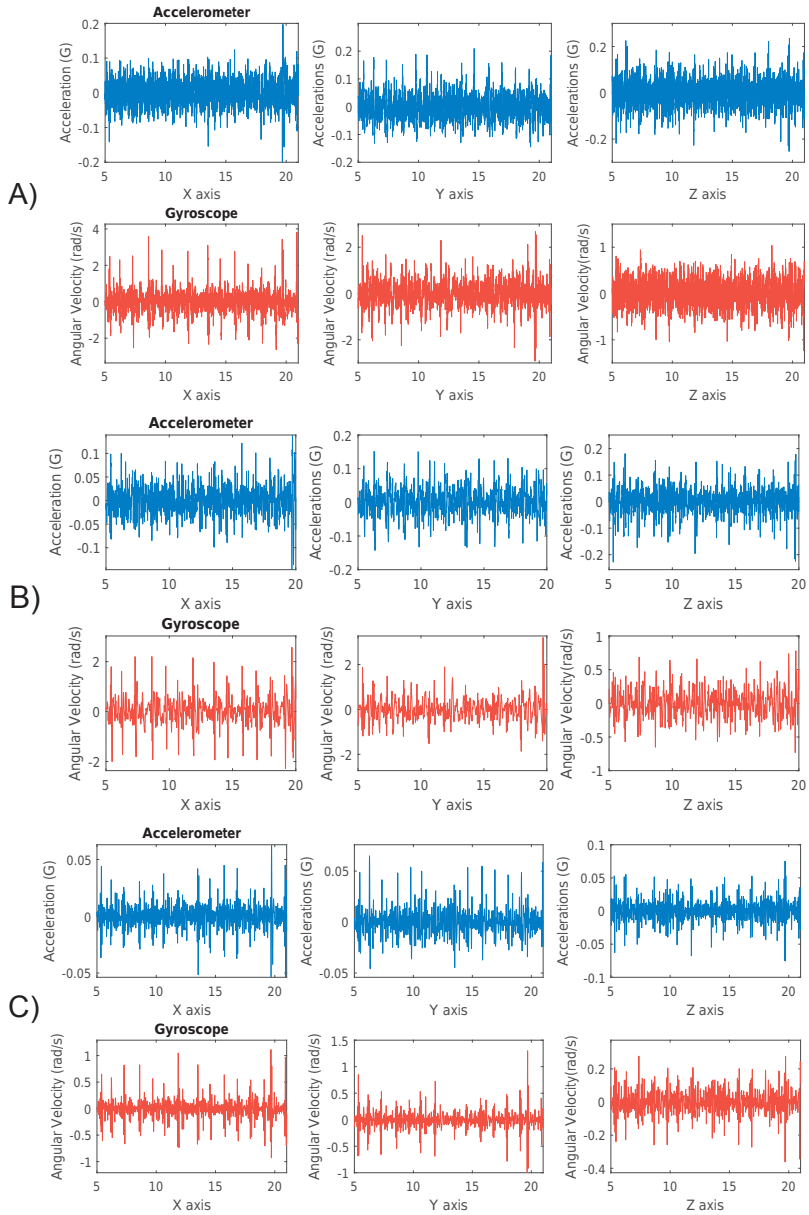 Accelerometer
Acceleration (G)
0.2
0.1
0
-0.1
-0.2
5 10 15 20
X axis
Accelerations (G)
0.2
0.1
0
-0.1
-0.2
5 10 15 20
Y axis
Accelerations (G)
0.2
0
-0.2
5 10 15 20
Z axis
A)
Gyroscope
Angular Velocity (rad/s)
4
2
0
-2
5 10 15 20
X axis
Angular Velocity (rad/s)
2
0
-2
5 10 15 20
Y axis
Angular Velocity(rad/s)
1
0
-1
5 10 15 20
Z axis
Accelerometer
Acceleration (G)
0.1
0.05
0
-0.05
-0.1
5 10 15 20
X axis
Accelerations (G)
0.2
0.1
0
-0.1
-0.2
5 10 15 20
Y axis
Accelerations (G)
0.2
0.1
0
-0.1
-0.2
5 10 15 20
Z axis
B)
Gyroscope
Angular Velocity (rad/s)
2
0
-2
5 10 15 20
X axis
Angular Velocity (rad/s)
2
0
-2
5 10 15 20
Y axis
Angular Velocity(rad/s)
1
0.5
0
-0.5
-1
5 10 15 20
Z axis
Accelerometer
Acceleration (G)
0.05
0
-0.05
5 10 15 20
X axis
Accelerations (G)
0.05
0
-0.05
5 10 15 20
Y axis
Accelerations (G)
0.1
0.05
0
-0.05
-0.1
5 10 15 20
Z axis
C)
Gyroscope
Angular Velocity (rad/s)
1
0.5
0
-0.5
-1
5 10 15 20
X axis
Angular Velocity (rad/s)
1.5
1
0.5
0
-0.5
-1
5 10 15 20
Y axis
Angular Velocity(rad/s)
0.2
0
-0.2
-0.4
5 10 15 20
Z axis